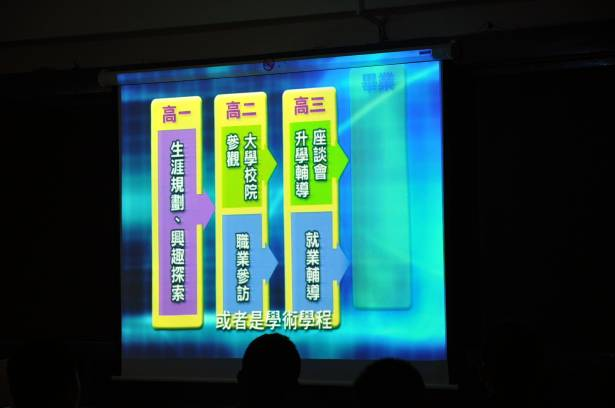 高一
生涯規劃、興趣探索
高二
大學校院
參觀
職業參訪
高三
座談會
升學輔導
就業輔導
畢業
或者是學術學程